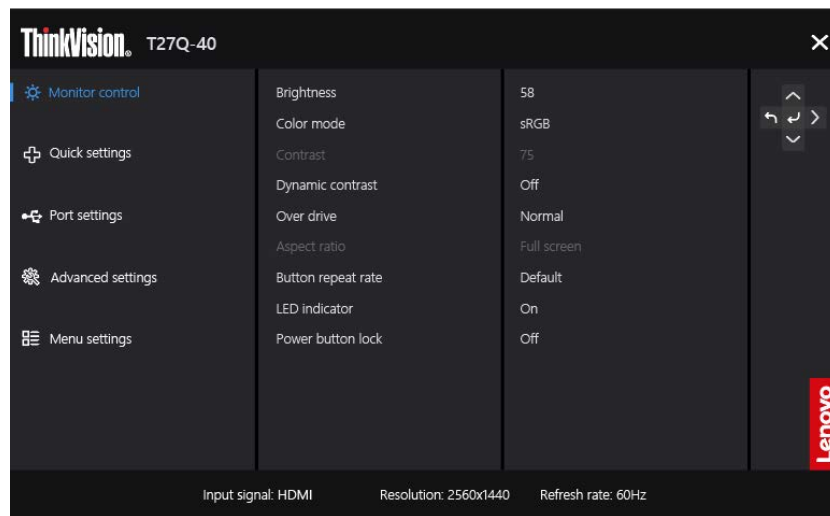 ThinkVision® T27Q-40
Monitor control
Quick settings
Port settings
Advanced settings
Menu settings
Brightness 58
Color mode sRGB
Contrast 75
Dynamic contrast Off
Over drive Normal
Aspect ratio Full screen
Button repeat rate Default
LED indicator On
Power button lock Off
Lenovo
Input signal: HDMI Resolution: 2560x1440 Refresh rate: 60Hz